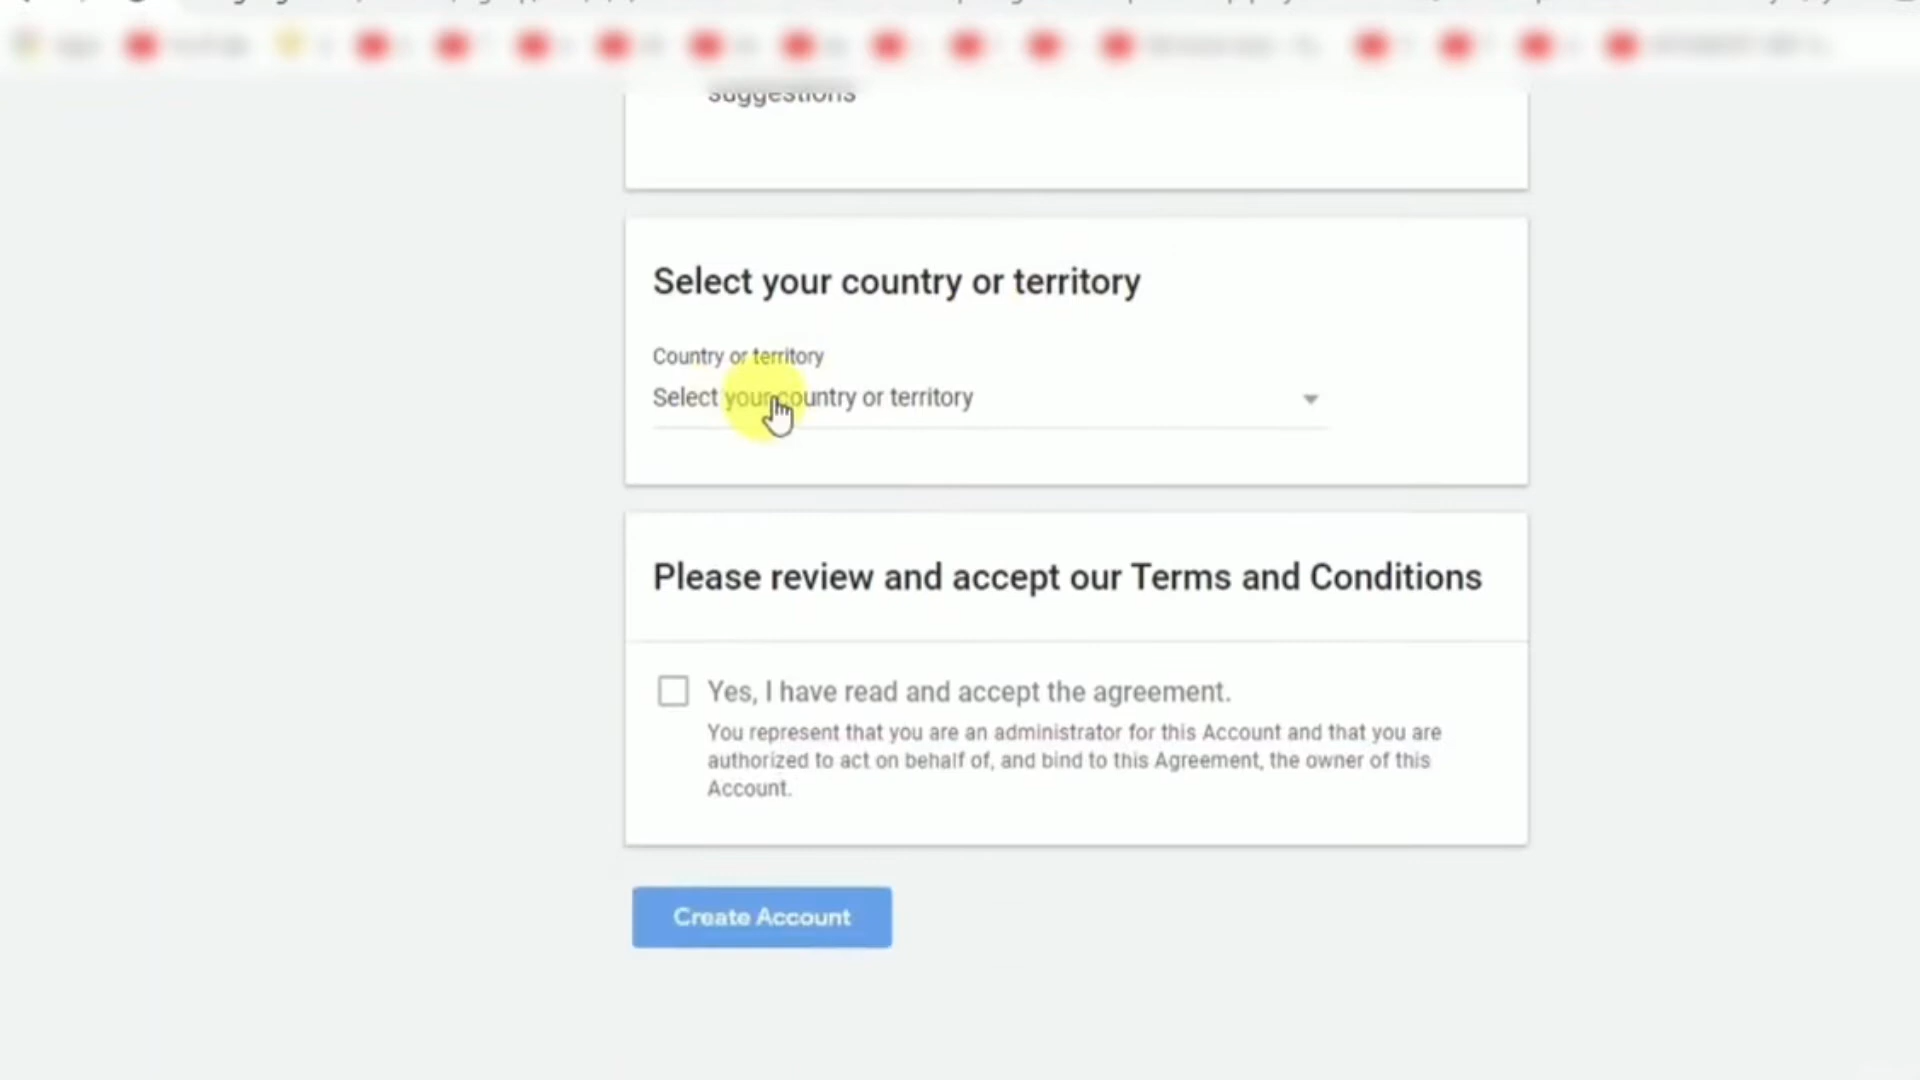 suggestions
Select your country or territory
Country or territory
Select your country or territory
Please review and accept our Terms and Conditions
Yes, I have read and accept the agreement.
You represent that you are an administrator for this Account and that you are
authorized to act on behalf of, and bind to this Agreement, the owner of this
Account.
Create Account